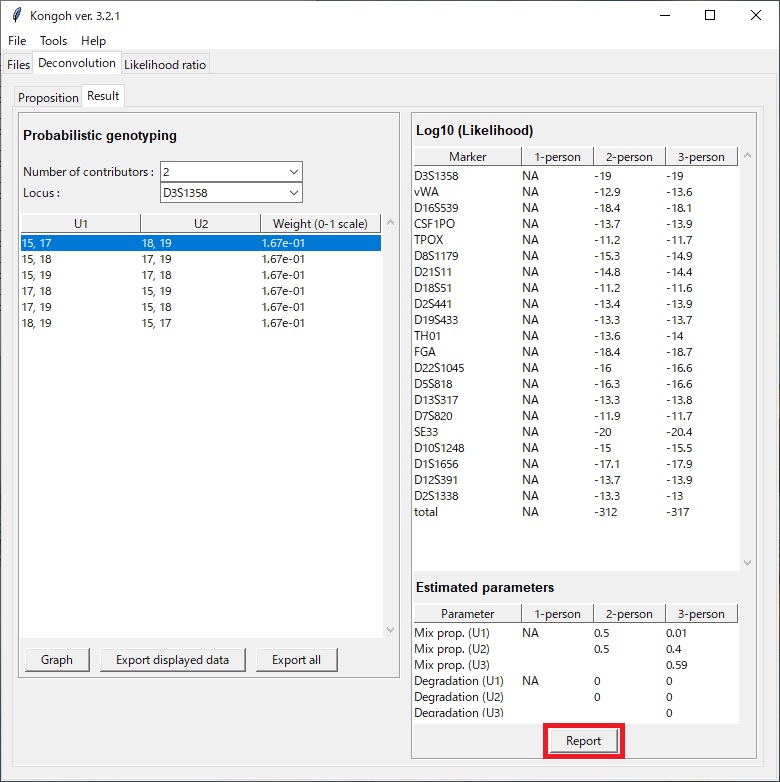 Kongoh ver. 3.2.1
File Tools Help
Files Deconvolution Likelihood ratio
Proposition Result
Probabilistic genotyping
Number of contributors : 2
Locus : D3S1358
U1 U2 Weight (0-1 scale)
15, 17 18, 19 1.67e-01
15, 18 17, 19 1.67e-01
15, 19 17, 18 1.67e-01
17, 18 15, 19 1.67e-01
17, 19 15, 18 1.67e-01
18, 19 15, 17 1.67e-01
Graph Export displayed data Export all
Log10 (Likelihood)
Marker 1-person 2-person 3-person
D3S1358 NA -19 -19
vWA NA -12.9 -13.6
D16S539 NA -18.4 -18.1
CSF1PO NA -13.7 -13.9
TPOX NA -11.2 -11.7
D8S1179 NA -15.3 -14.9
D21S11 NA -14.8 -14.4
D18S51 NA -11.2 -11.6
D2S441 NA -13.4 -13.9
D19S433 NA -13.3 -13.7
TH01 NA -13.6 -14
FGA NA -18.4 -18.7
D22S1045 NA -16 -16.6
D5S818 NA -16.3 -16.6
D13S317 NA -13.3 -13.8
D7S820 NA -11.9 -11.7
SE33 NA -20 -20.4
D10S1248 NA -15 -15.5
D1S1656 NA -17.1 -17.9
D12S391 NA -13.7 -13.9
D2S1338 NA -13.3 -13
total NA -312 -317
Estimated parameters
Parameter 1-person 2-person 3-person
Mix prop. (U1) NA 0.5 0.01
Mix prop. (U2) 0.5 0.4
Mix prop. (U3) 0.59
Degradation (U1) NA 0 0
Degradation (U2) 0 0
Degradation (U3) 0
Report